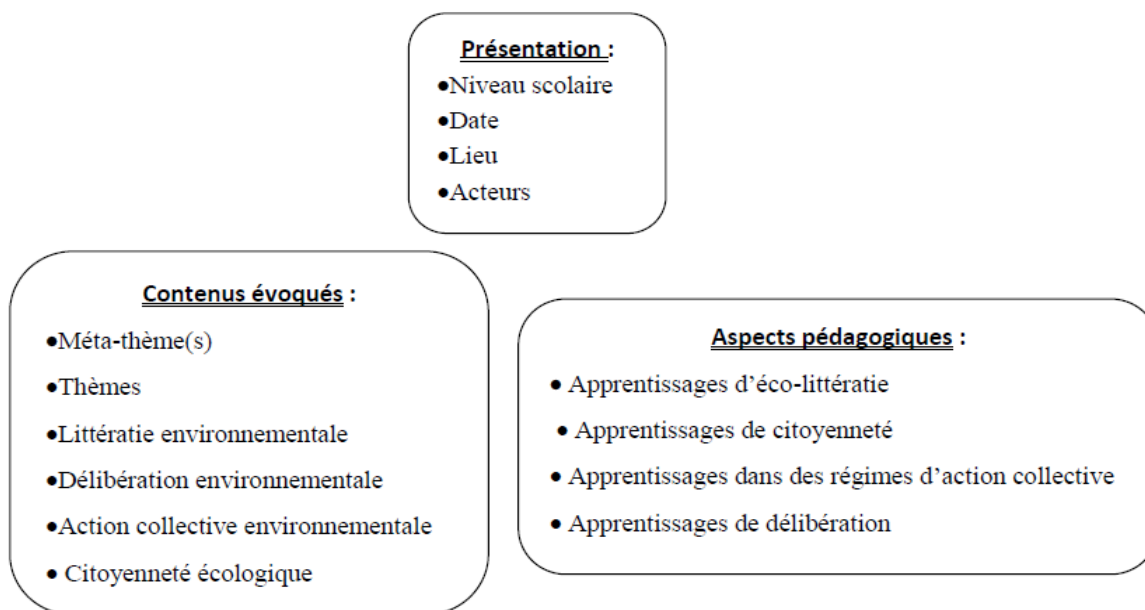 Présentation :
•Niveau scolaire
•Date
•Lieu
•Acteurs
Contenus évoqués :
•Méta-thème(s)
•Thèmes
•Littératie environnementale
•Délibération environnementale
•Action collective environnementale
• Citoyenneté écologique
Aspects pédagogiques :
• Apprentissages d’éco-littératie
• Apprentissages de citoyenneté
• Apprentissages dans des régimes d’action collective
• Apprentissages de délibération